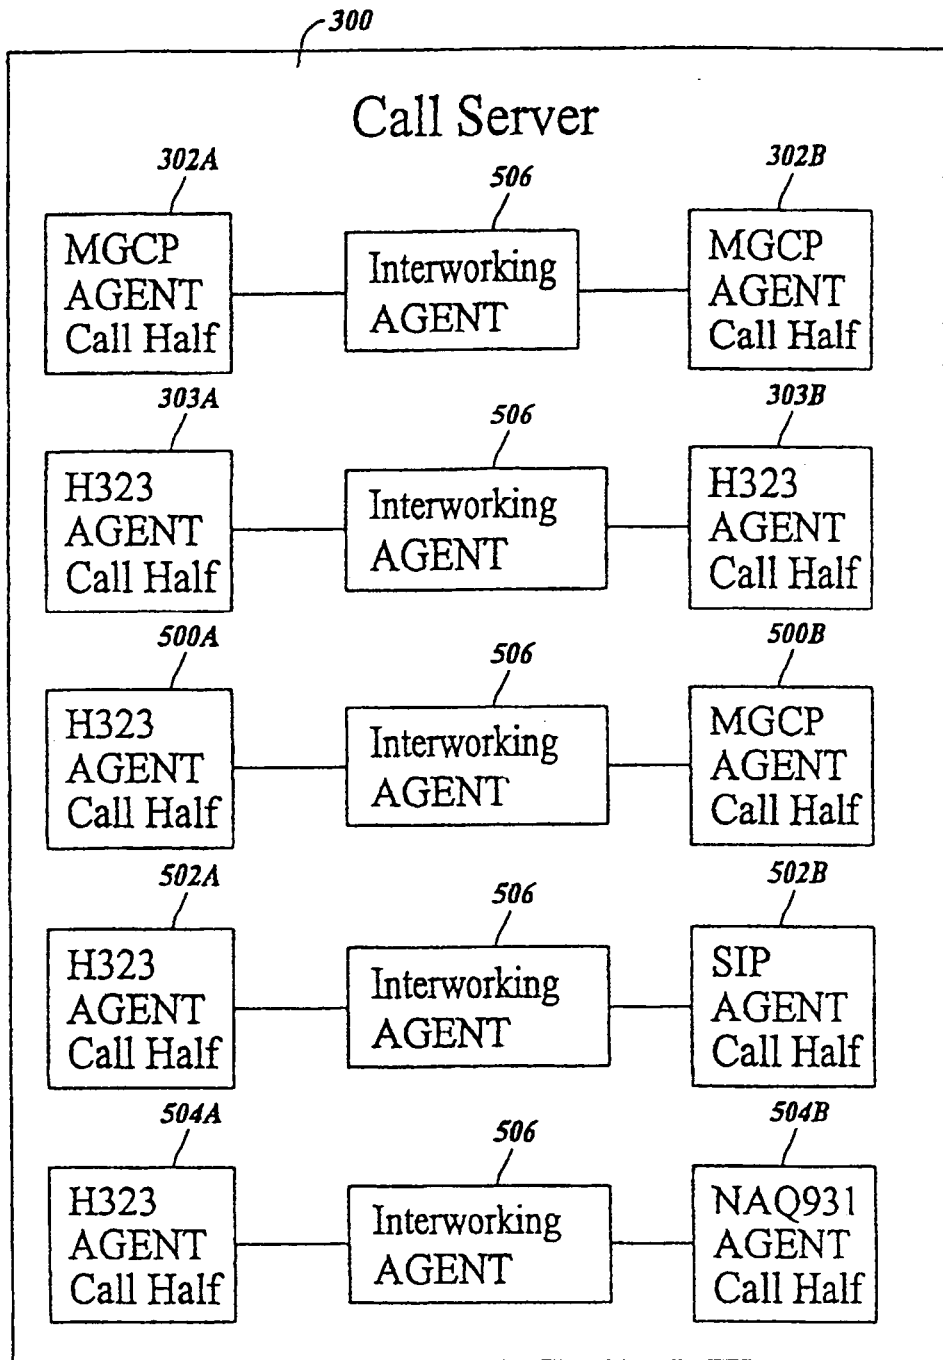 300
Call Server
302A 506 302B
MGCP
AGENT
Call Half
Interworking
AGENT
MGCP
AGENT
Call Half
303A 506 303B
H323
AGENT
Call Half
Interworking
AGENT
H323
AGENT
Call Half
500A 506 500B
H323
AGENT
Call Half
Interworking
AGENT
MGCP
AGENT
Call Half
502A 506 502B
H323
AGENT
Call Half
Interworking
AGENT
SIP
AGENT
Call Half
504A 506 504B
H323
AGENT
Call Half
Interworking
AGENT
NAQ931
AGENT
Call Half